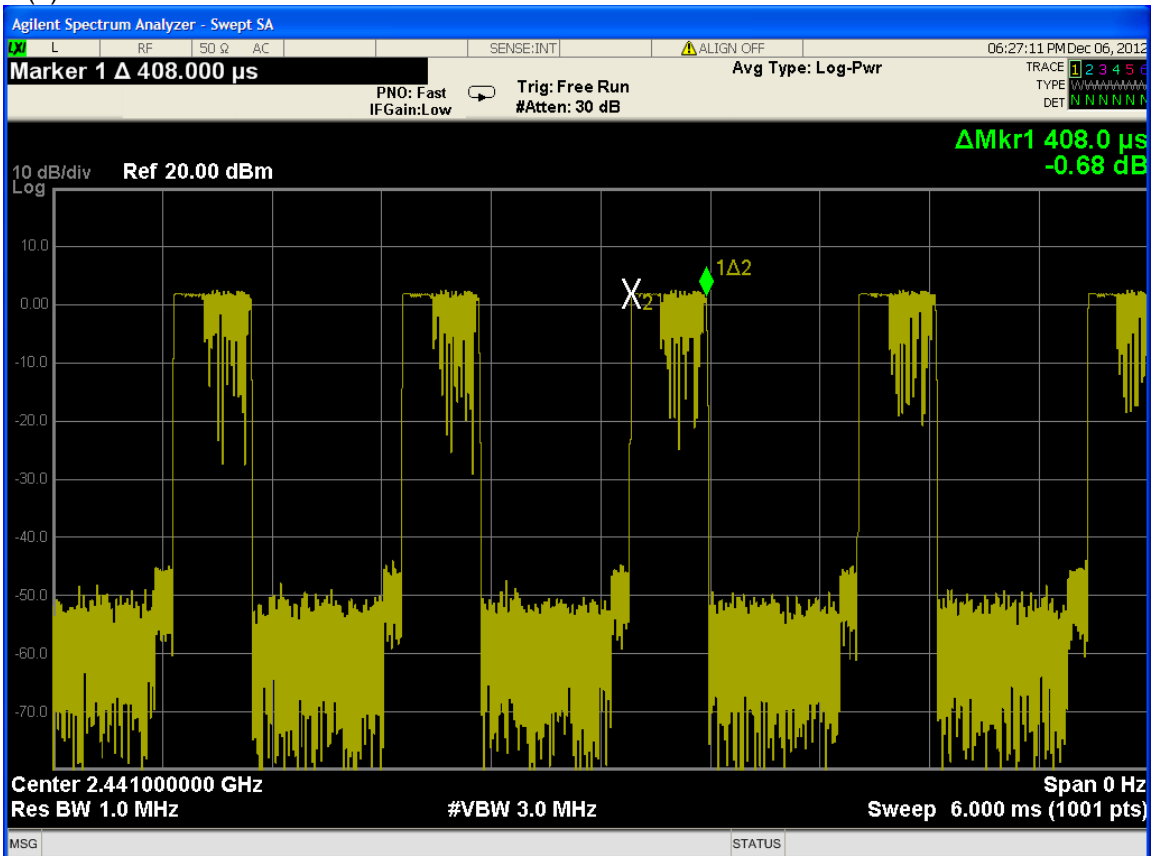 Agilent Spectrum Analyzer - Swept SA
LXI L RF 50 Ω AC SENSE:INT ALIGN OFF 06:27:11 PM Dec 06, 2012
Marker 1 Δ 408.000 µs
PNO: Fast
IFGain:Low
Trig: Free Run
#Atten: 30 dB
Avg Type: Log-Pwr
TRACE 1 2 3 4 5 6
TYPE
DET N N N N N N
ΔMkr1 408.0 µs
-0.68 dB
10 dB/div Ref 20.00 dBm
Log
10.0
1Δ2
X2
0.00
-10.0
-20.0
-30.0
-40.0
-50.0
-60.0
-70.0
Center 2.441000000 GHz Span 0 Hz
Res BW 1.0 MHz #VBW 3.0 MHz Sweep 6.000 ms (1001 pts)
MSG STATUS